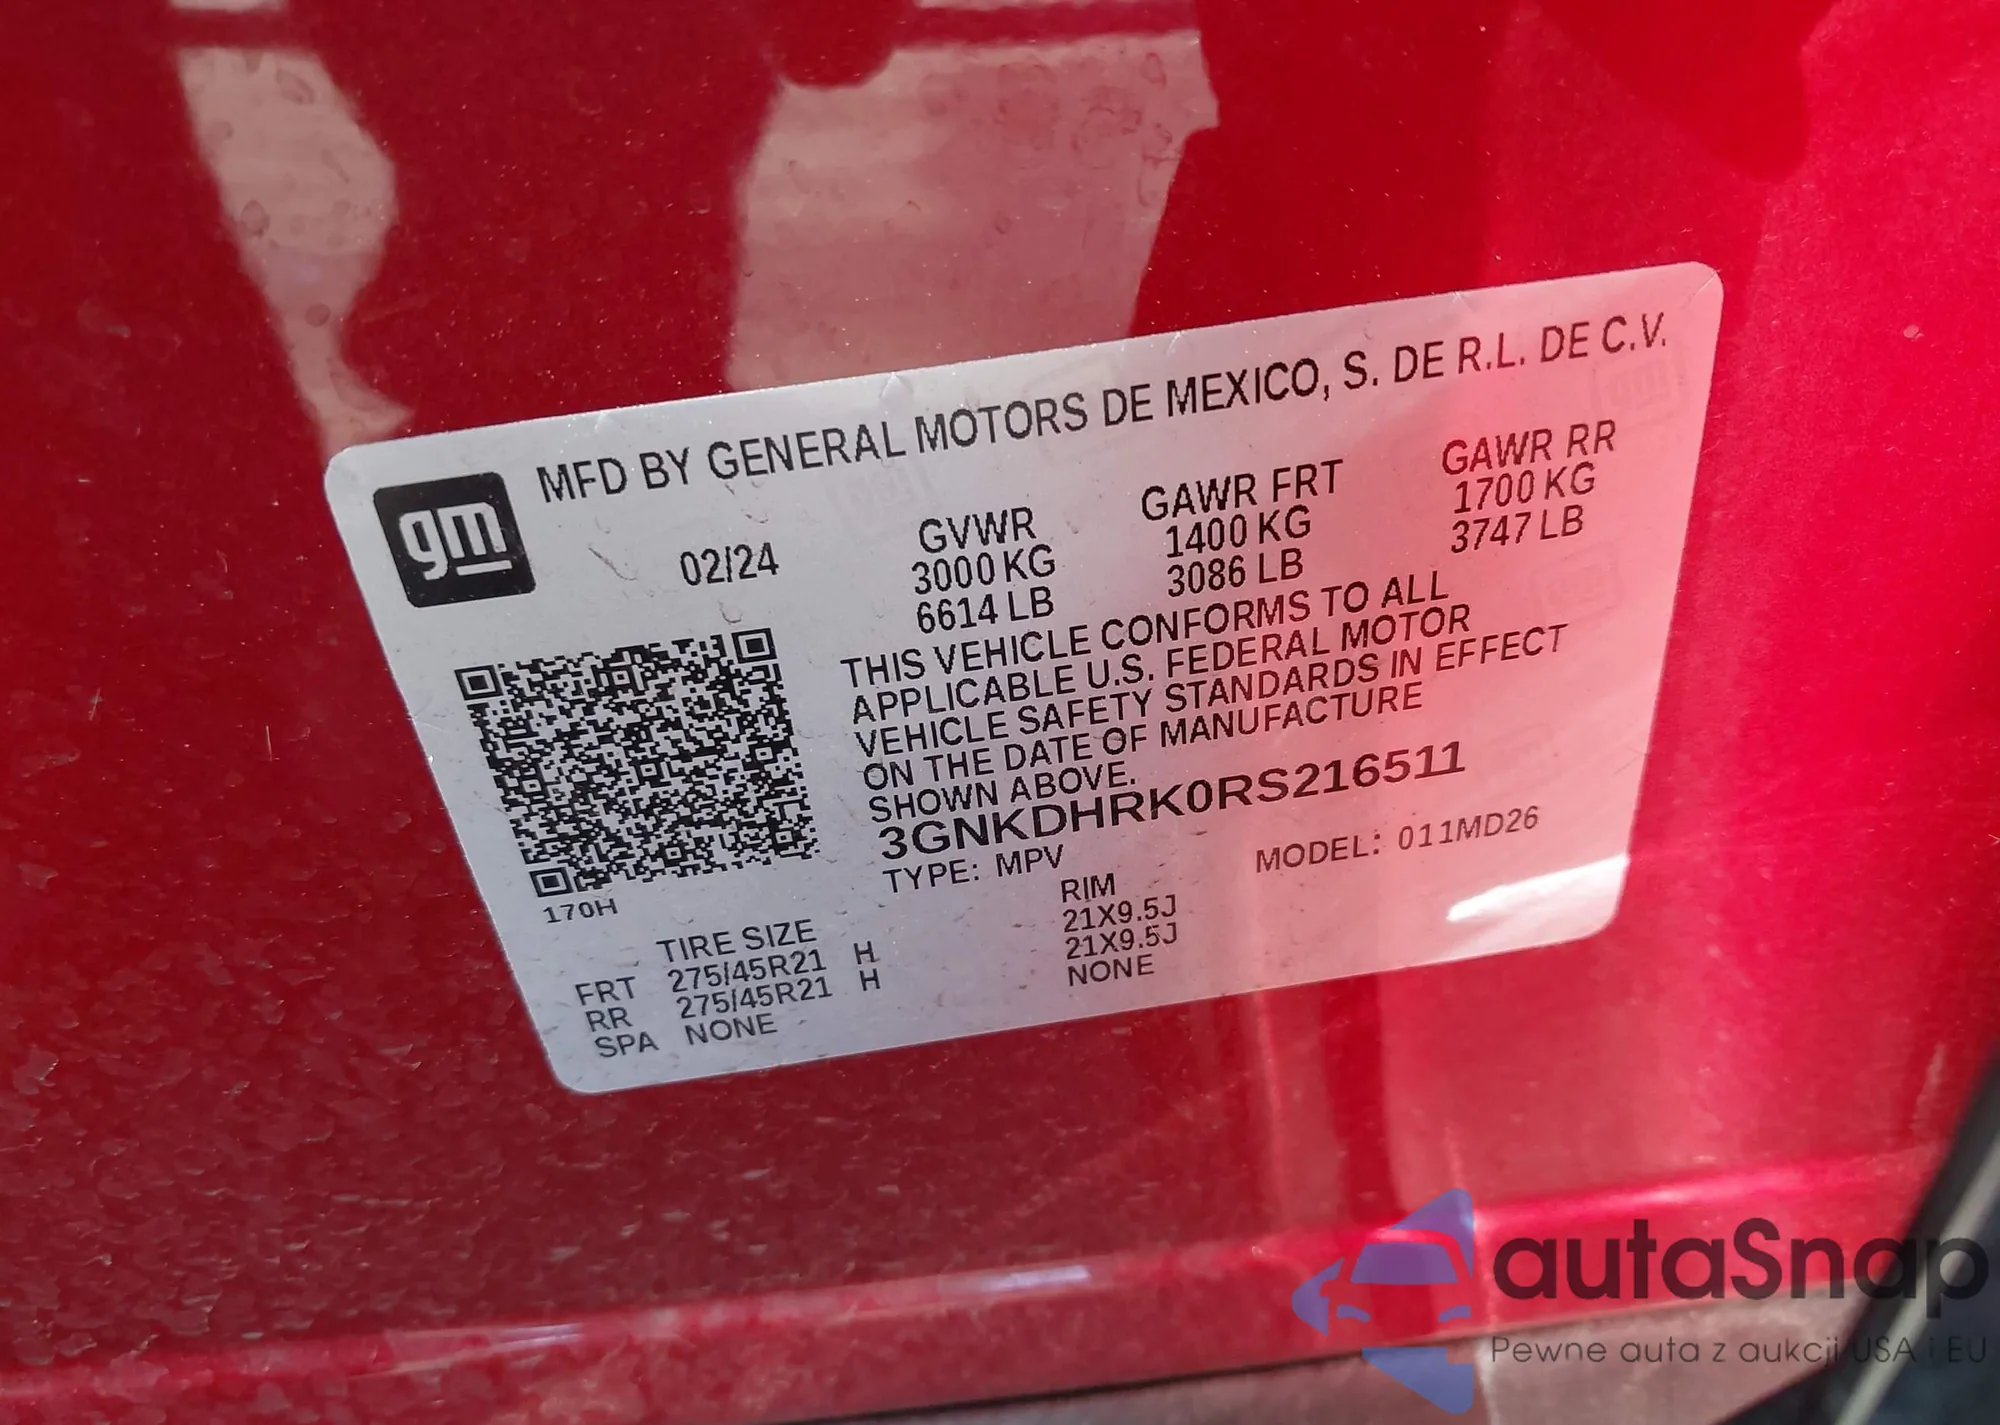 gm
MFD BY GENERAL MOTORS DE MEXICO, S. DE R.L. DE C.V.
02/24
GVWR
3000 KG
6614 LB
GAWR FRT
1400 KG
3086 LB
GAWR RR
1700 KG
3747 LB
THIS VEHICLE CONFORMS TO ALL
APPLICABLE U.S. FEDERAL MOTOR
VEHICLE SAFETY STANDARDS IN EFFECT
ON THE DATE OF MANUFACTURE
SHOWN ABOVE.
3GNKDHRK0RS216511
TYPE: MPV
MODEL: 011MD26
170H
TIRE SIZE
RIM
FRT 275/45R21 H 21X9.5J
RR 275/45R21 H 21X9.5J
SPA NONE NONE
autaSnap
Pewne auta z aukcji USA i EU